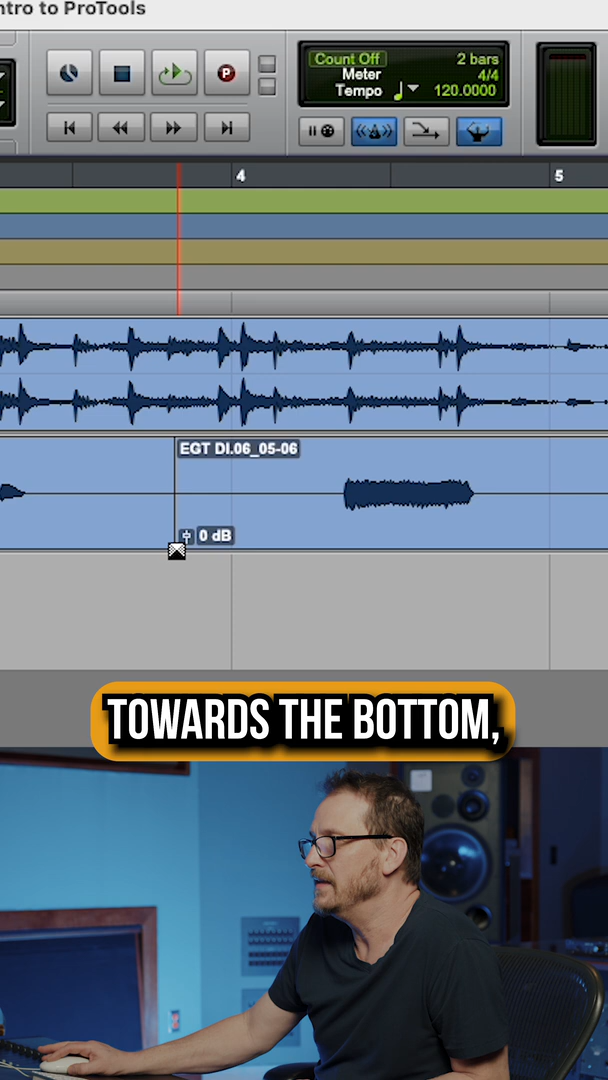 ntro to ProTools
Count Off 2 bars
Meter 4/4
Tempo 120.0000
P
4 5
EGT DI.06_05-06
0 dB
TOWARDS THE BOTTOM,